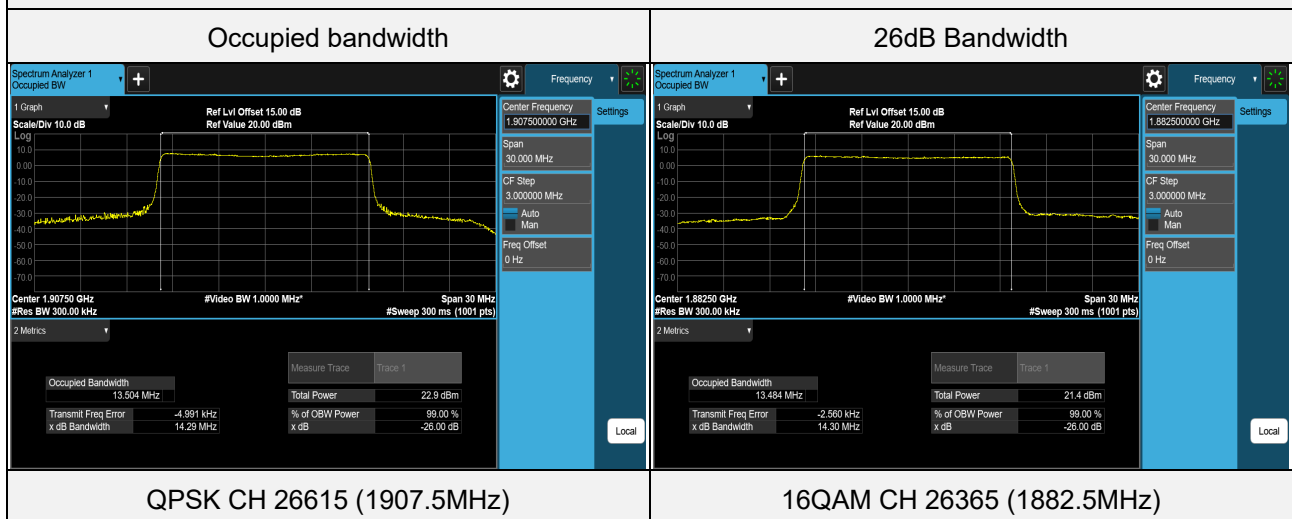 Occupied bandwidth
26dB Bandwidth
Spectrum Analyzer 1
Occupied BW
+
Frequency
1 Graph
Scale/Div 10.0 dB
Ref Lvl Offset 15.00 dB
Ref Value 20.00 dBm
Log
10.0
0.00
-10.0
-20.0
-30.0
-40.0
-50.0
-60.0
-70.0
Center 1.90750 GHz
#Res BW 300.00 kHz
#Video BW 1.0000 MHz*
Span 30 MHz
#Sweep 300 ms (1001 pts)
Center Frequency
1.907500000 GHz
Settings
Span
30.000 MHz
CF Step
3.000000 MHz
Auto
Man
Freq Offset
0 Hz
Local
2 Metrics
Measure Trace Trace 1
Occupied Bandwidth
13.504 MHz
Total Power 22.9 dBm
Transmit Freq Error -4.991 kHz
% of OBW Power 99.00 %
x dB Bandwidth 14.29 MHz
x dB -26.00 dB
Spectrum Analyzer 1
Occupied BW
+
Frequency
1 Graph
Scale/Div 10.0 dB
Ref Lvl Offset 15.00 dB
Ref Value 20.00 dBm
Log
10.0
0.00
-10.0
-20.0
-30.0
-40.0
-50.0
-60.0
-70.0
Center 1.88250 GHz
#Res BW 300.00 kHz
#Video BW 1.0000 MHz*
Span 30 MHz
#Sweep 300 ms (1001 pts)
Center Frequency
1.882500000 GHz
Settings
Span
30.000 MHz
CF Step
3.000000 MHz
Auto
Man
Freq Offset
0 Hz
Local
2 Metrics
Measure Trace Trace 1
Occupied Bandwidth
13.484 MHz
Total Power 21.4 dBm
Transmit Freq Error -2.560 kHz
% of OBW Power 99.00 %
x dB Bandwidth 14.30 MHz
x dB -26.00 dB
QPSK CH 26615 (1907.5MHz)
16QAM CH 26365 (1882.5MHz)